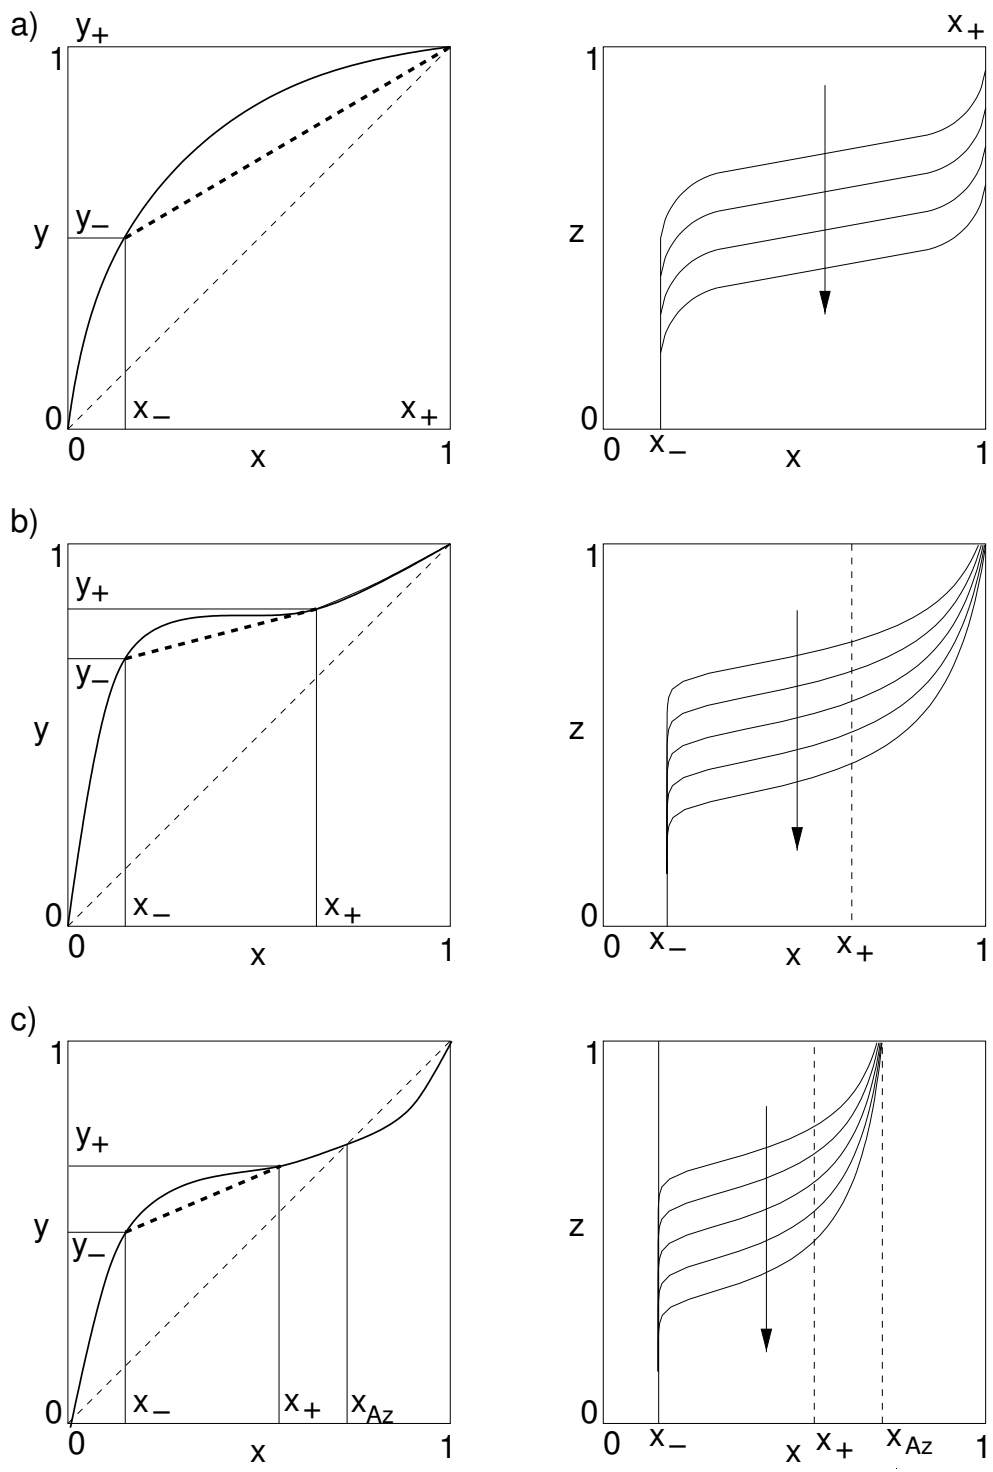 a)
y+ x+
1 1
y−
y z
0 x− x+ 0
0 x 1 0 x− x 1
b)
1 1
y+
y−
y z
0 x− x+ 0
0 x 1 0 x− x x+ 1
c)
1 1
y+
y z
y−
0 x− x+ xAz 0
0 x 1 0 x− x x+ xAz 1